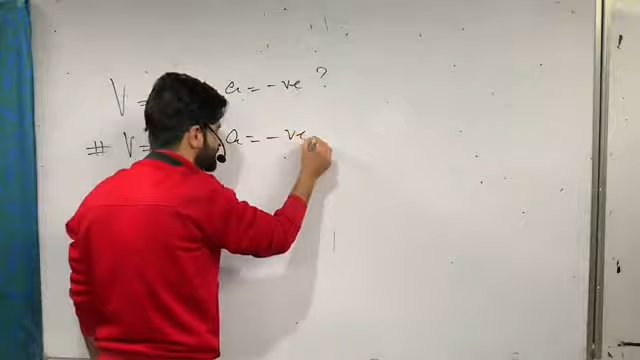 V = a = - ve ?
# V = a = - ve